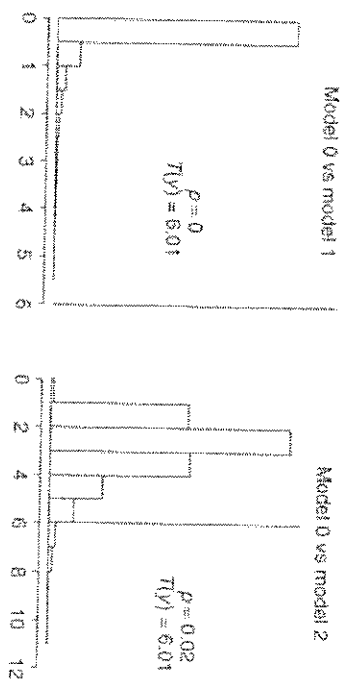 Model 0 vs model 1
p = 0
T(y) = 6.01
0 1 2 3 4 5 6
Model 0 vs model 2
p = 0.02
T(y) = 6.01
0 2 4 6 8 10 12